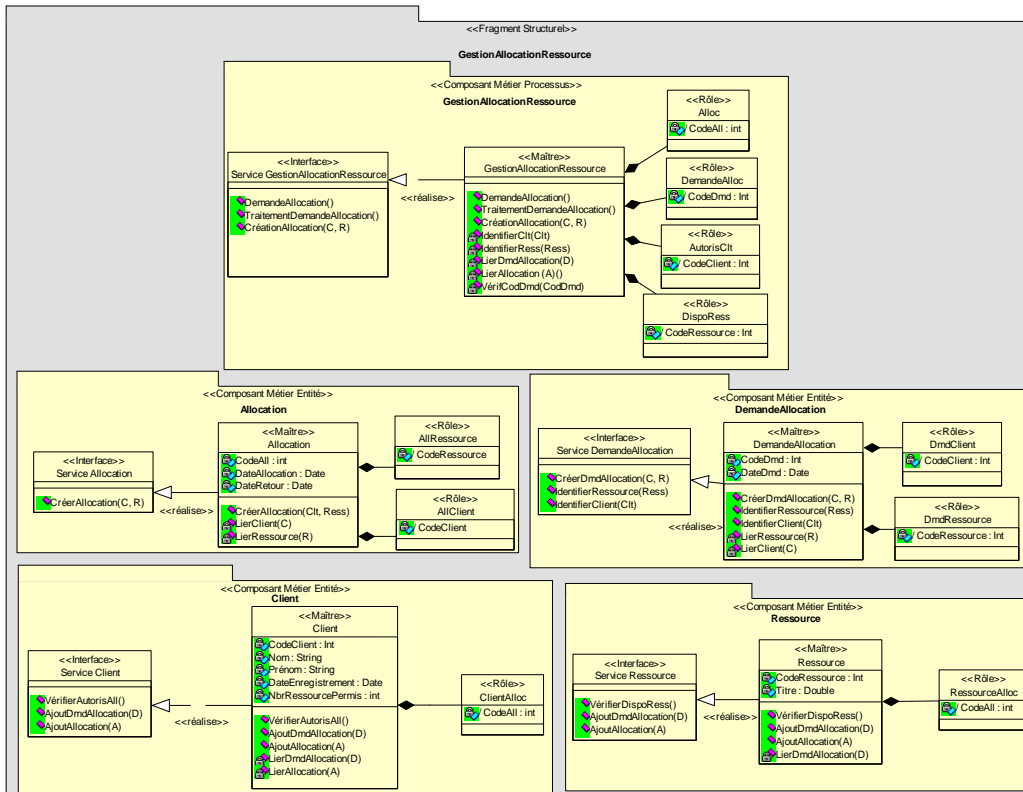 <<Fragment Structurel>>
GestionAllocationRessource
<<Composant Métier Processus>>
GestionAllocationRessource
<<Rôle>>
Alloc
/ CodeAll : int
<<Interface>>
Service GestionAllocationRessource
DemandeAllocation()
TraitementDemandeAllocation()
CréationAllocation(C, R)
<<réalise>>
<<Maître>>
GestionAllocationRessource
DemandeAllocation()
TraitementDemandeAllocation()
CréationAllocation(C, R)
IdentifierClt(Clt)
IdentifierRess(Ress)
LierDmdAllocation(D)
LierAllocation (A)()
VérifCodDmd(CodDmd)
<<Rôle>>
DemandeAlloc
/ CodeDmd : Int
<<Rôle>>
AutorisClt
/ CodeClient : Int
<<Rôle>>
DispoRess
/ CodeRessource : Int
<<Composant Métier Entité>>
Allocation
<<Interface>>
Service Allocation
CréerAllocation(C, R)
<<réalise>>
<<Maître>>
Allocation
CodeAll : int
DateAllocation : Date
DateRetour : Date
CréerAllocation(Clt, Ress)
LierClient(C)
LierRessource(R)
<<Rôle>>
AllRessource
/ CodeRessource
<<Rôle>>
AllClient
/ CodeClient
<<Composant Métier Entité>>
DemandeAllocation
<<Interface>>
Service DemandeAllocation
CréerDmdAllocation(C, R)
IdentifierRessource(Ress)
IdentifierClient(Clt)
<<réalise>>
<<Maître>>
DemandeAllocation
CodeDmd : Int
DateDmd : Date
CréerDmdAllocation(C, R)
IdentifierRessource(Ress)
IdentifierClient(Clt)
LierRessource(R)
LierClient(C)
<<Rôle>>
DmdClient
/ CodeClient : Int
<<Rôle>>
DmdRessource
/ CodeRessource : Int
<<Composant Métier Entité>>
Client
<<Interface>>
Service Client
VérifierAutorisAll()
AjoutDmdAllocation(D)
AjoutAllocation(A)
<<réalise>>
<<Maître>>
Client
CodeClient : Int
Nom : String
Prénom : String
DateEnregistrement : Date
NbrRessourcePermis : int
VérifierAutorisAll()
AjoutDmdAllocation(D)
AjoutAllocation(A)
LierDmdAllocation(D)
LierAllocation(A)
<<Rôle>>
ClientAlloc
/ CodeAll : int
<<Composant Métier Entité>>
Ressource
<<Interface>>
Service Ressource
VérifierDispoRess()
AjoutDmdAllocation(D)
AjoutAllocation(A)
<<réalise>>
<<Maître>>
Ressource
CodeRessource : Int
Titre : Double
VérifierDispoRess()
AjoutDmdAllocation(D)
AjoutAllocation(A)
LierDmdAllocation(D)
<<Rôle>>
RessourceAlloc
/ CodeAll : int